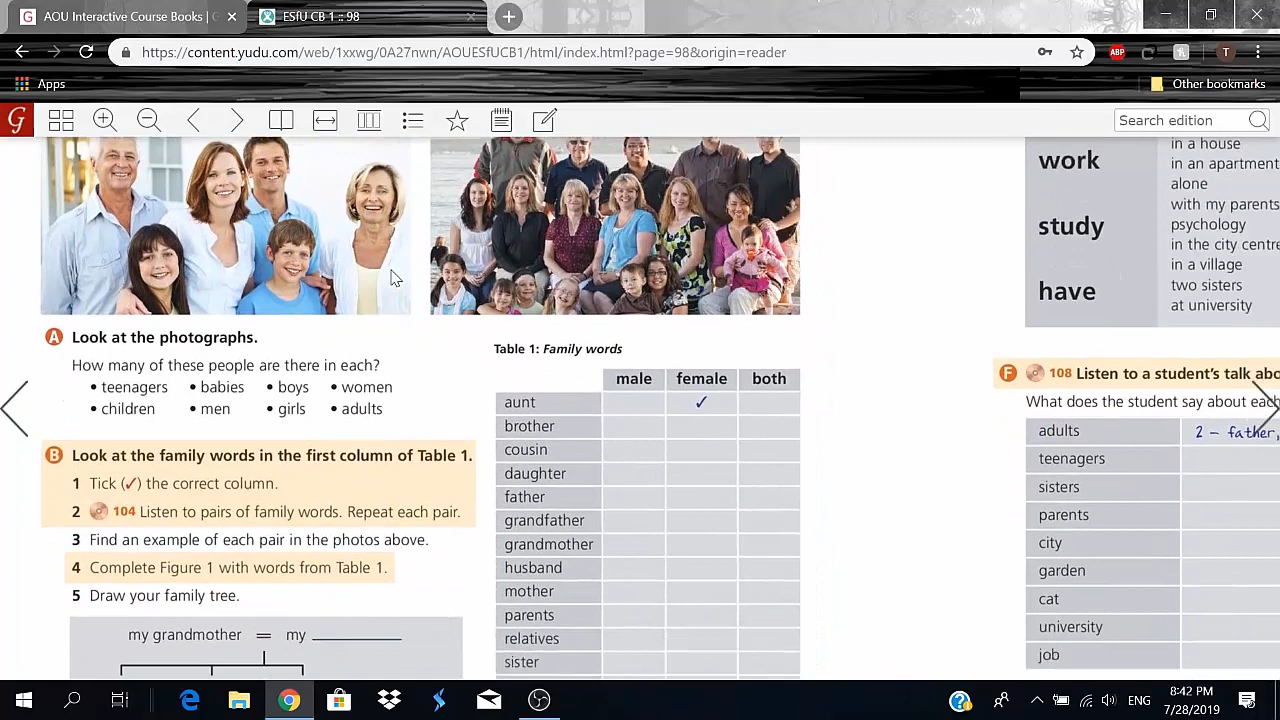 AOU Interactive Course Books |
ESfU CB 1 :: 98
https://content.yudu.com/web/1xxwg/0A27nwn/AOUESfUCB1/html/index.html?page=98&origin=reader
ABP
T
Apps
Other bookmarks
G
Search edition
A Look at the photographs.
How many of these people are there in each?
• teenagers • babies • boys • women
• children • men • girls • adults
B Look at the family words in the first column of Table 1.
1 Tick (✓) the correct column.
2 104 Listen to pairs of family words. Repeat each pair.
3 Find an example of each pair in the photos above.
4 Complete Figure 1 with words from Table 1.
5 Draw your family tree.
my grandmother = my ___________
Table 1: Family words
male female both
aunt ✓
brother
cousin
daughter
father
grandfather
grandmother
husband
mother
parents
relatives
sister
work
study
have
in a house
in an apartment
alone
with my parents
psychology
in the city centre
in a village
two sisters
at university
F 108 Listen to a student's talk abo
What does the student say about each
adults 2 – father,
teenagers
sisters
parents
city
garden
cat
university
job
ENG
8:42 PM
7/28/2019